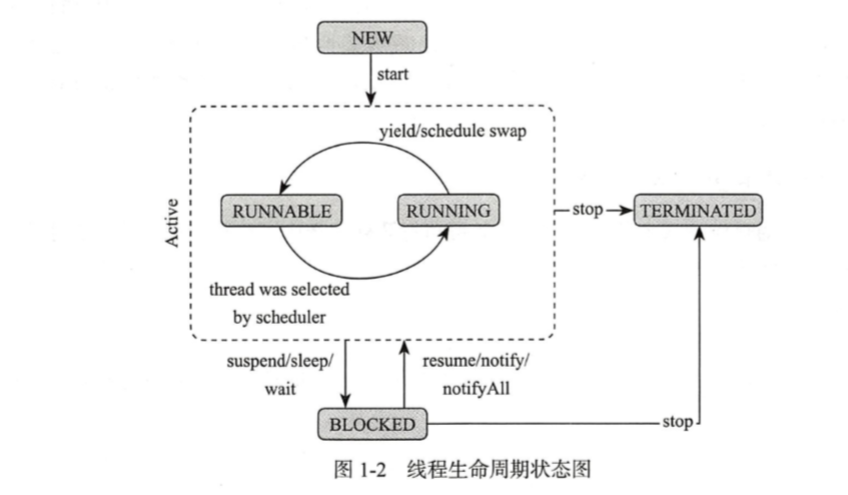 NEW
start
yield/schedule swap
RUNNABLE
RUNNING
Active
stop
TERMINATED
thread was selected
by scheduler
suspend/sleep/
wait
resume/notify/
notifyAll
BLOCKED
stop
图 1-2 线程生命周期状态图